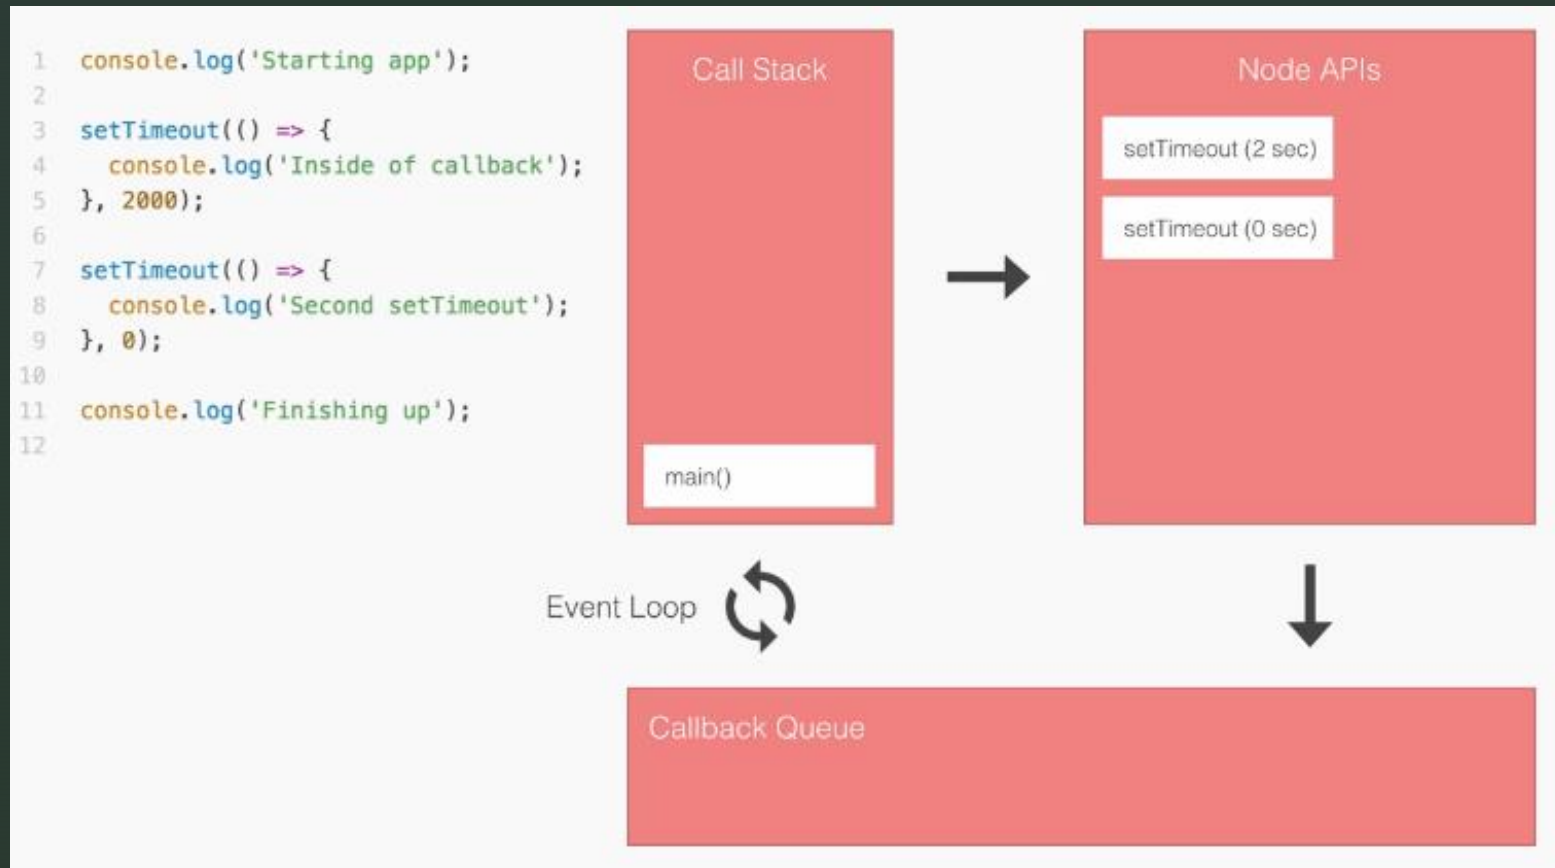 1 console.log('Starting app');
2
3 setTimeout(() => {
4   console.log('Inside of callback');
5 }, 2000);
6
7 setTimeout(() => {
8   console.log('Second setTimeout');
9 }, 0);
10
11 console.log('Finishing up');
12
Call Stack
main()
Node APIs
setTimeout (2 sec)
setTimeout (0 sec)
Event Loop
Callback Queue